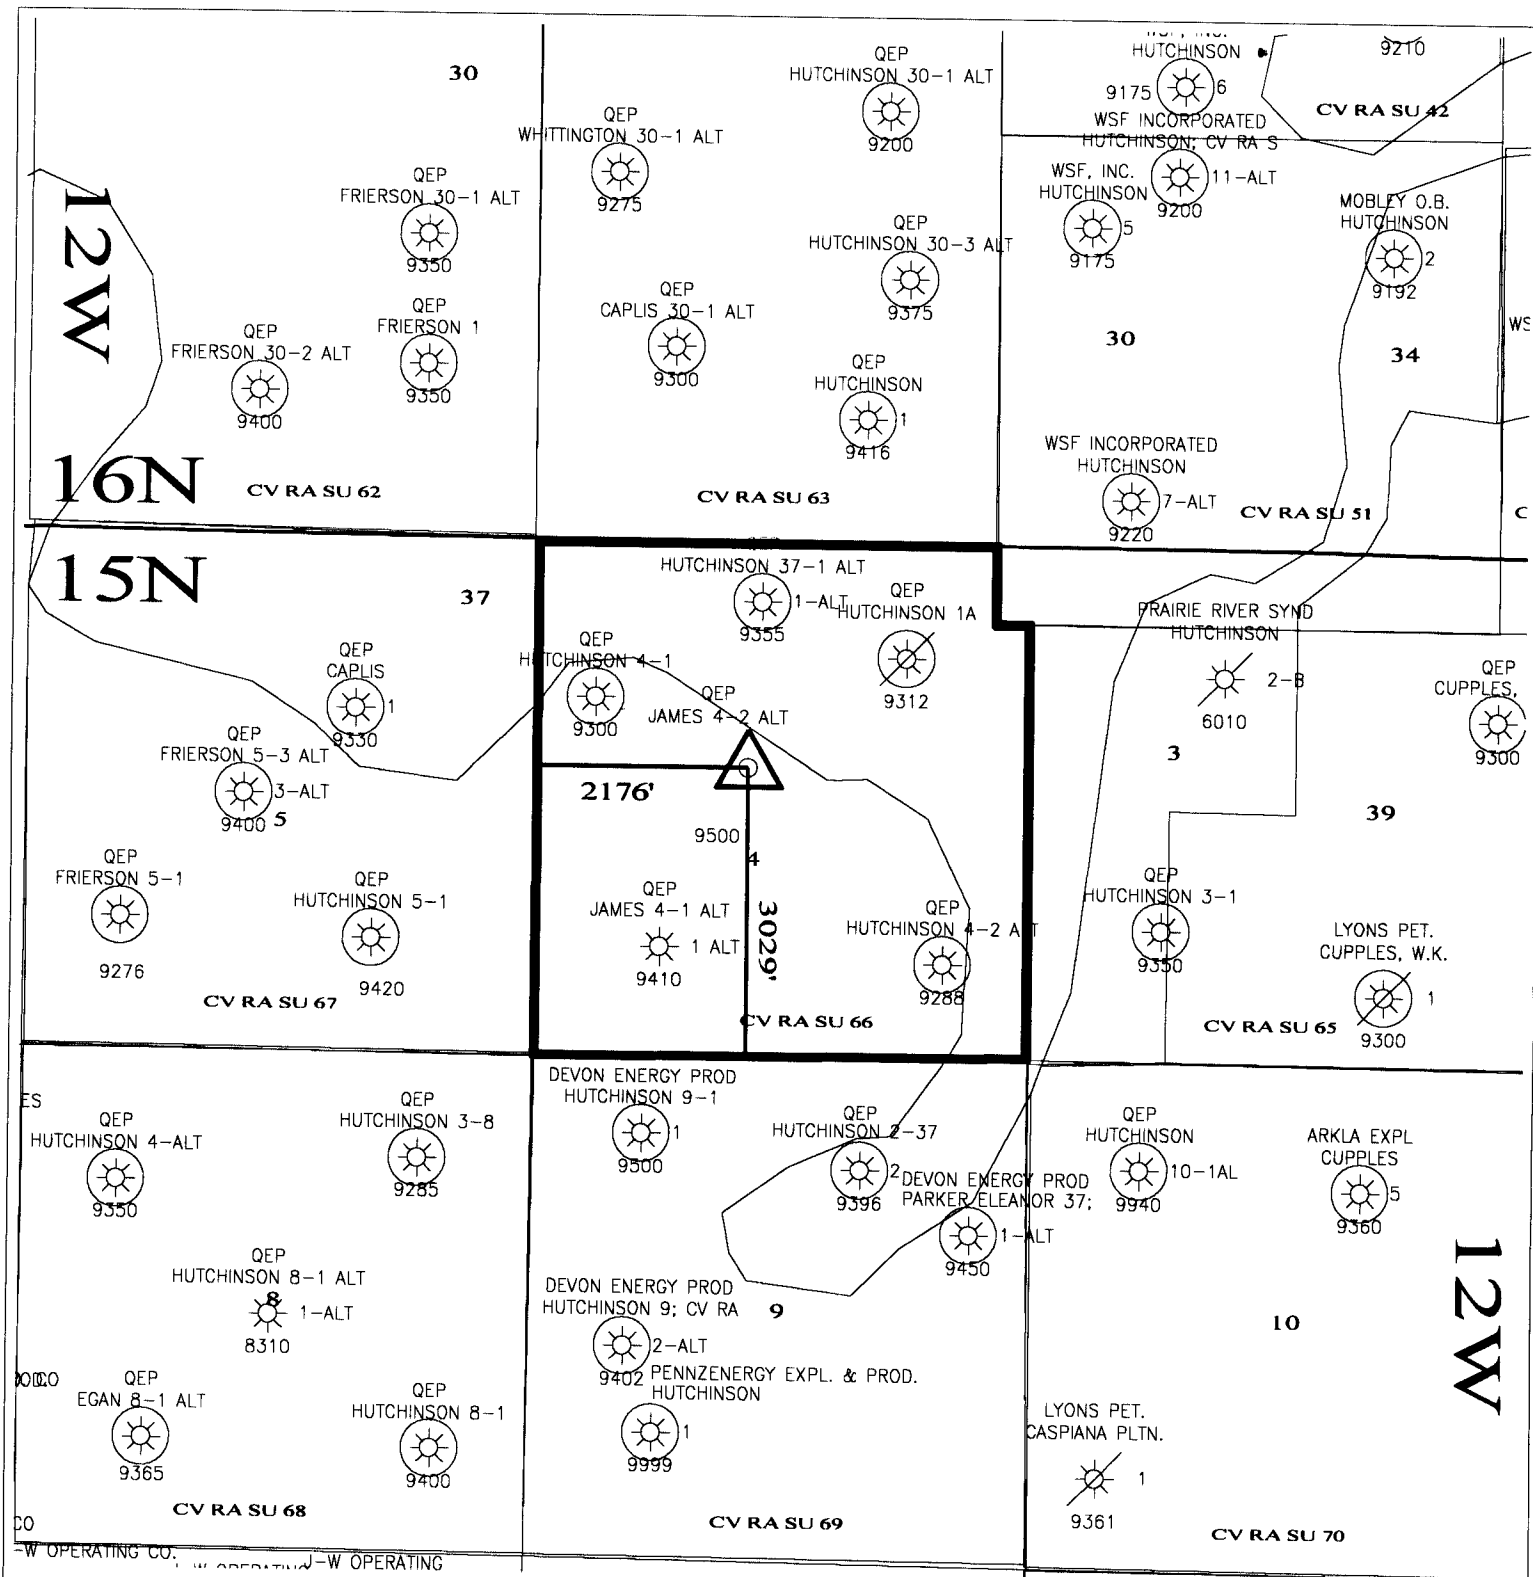 30
QEP
HUTCHINSON 30-1 ALT
9200
QEP
WHITTINGTON 30-1 ALT
9275
QEP
FRIERSON 30-1 ALT
9350
QEP
FRIERSON 1
9350
QEP
FRIERSON 30-2 ALT
9400
12W
16N
CV RA SU 62
QEP
HUTCHINSON 30-3 ALT
9375
QEP
CAPLIS 30-1 ALT
9300
QEP
HUTCHINSON
1
9416
CV RA SU 63
HUTCHINSON
9175
6
9210
CV RA SU 42
WSF INCORPORATED
HUTCHINSON; CV RA S
11-ALT
9200
WSF, INC.
HUTCHINSON
5
9175
MOBLEY O.B.
HUTCHINSON
2
9192
WS
30
34
WSF INCORPORATED
HUTCHINSON
7-ALT
9220
CV RA SU 51
C
15N
37
QEP
CAPLIS
1
9330
QEP
FRIERSON 5-3 ALT
3-ALT
9400
5
QEP
FRIERSON 5-1
9276
QEP
HUTCHINSON 5-1
9420
CV RA SU 67
HUTCHINSON 37-1 ALT
1-ALT
9355
QEP
HUTCHINSON 1A
9312
QEP
HUTCHINSON 4-1
9300
QEP
JAMES 4-2 ALT
2176'
9500
4
3029'
QEP
JAMES 4-1 ALT
1 ALT
9410
QEP
HUTCHINSON 4-2 ALT
9288
CV RA SU 66
PRAIRIE RIVER SYND
HUTCHINSON
2-B
6010
3
QEP
CUPPLES,
9300
39
QEP
HUTCHINSON 3-1
9350
LYONS PET.
CUPPLES, W.K.
1
9300
CV RA SU 65
ES
QEP
HUTCHINSON 4-ALT
9350
QEP
HUTCHINSON 3-8
9285
QEP
HUTCHINSON 8-1 ALT
8
1-ALT
8310
QEP
EGAN 8-1 ALT
9365
QEP
HUTCHINSON 8-1
9400
CV RA SU 68
CO
-W OPERATING CO.
J-W OPERATING
DEVON ENERGY PROD
HUTCHINSON 9-1
1
9500
QEP
HUTCHINSON 2-37
2
9396
DEVON ENERGY PROD
PARKER ELEANOR 37;
1-ALT
9450
DEVON ENERGY PROD
HUTCHINSON 9; CV RA
9
2-ALT
9402
PENNZENERGY EXPL. & PROD.
HUTCHINSON
1
9999
CV RA SU 69
QEP
HUTCHINSON
10-1AL
9940
ARKLA EXPL
CUPPLES
5
9360
12W
10
LYONS PET.
CASPIANA PLTN.
1
9361
CV RA SU 70